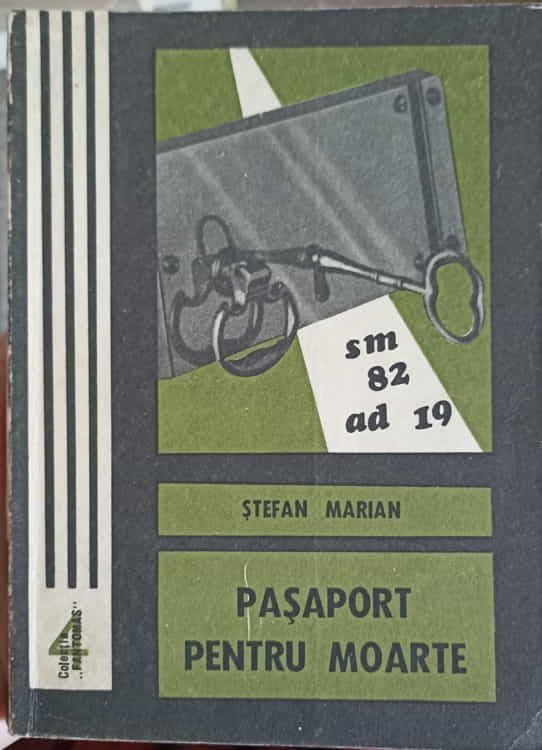 sm
82
ad 19
ȘTEFAN MARIAN
PAȘAPORT
PENTRU MOARTE
4
Colecția
„FANTOMAS”